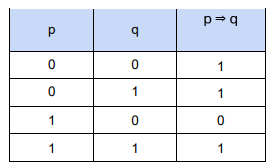 p q p ⇒ q
0 0 1
0 1 1
1 0 0
1 1 1